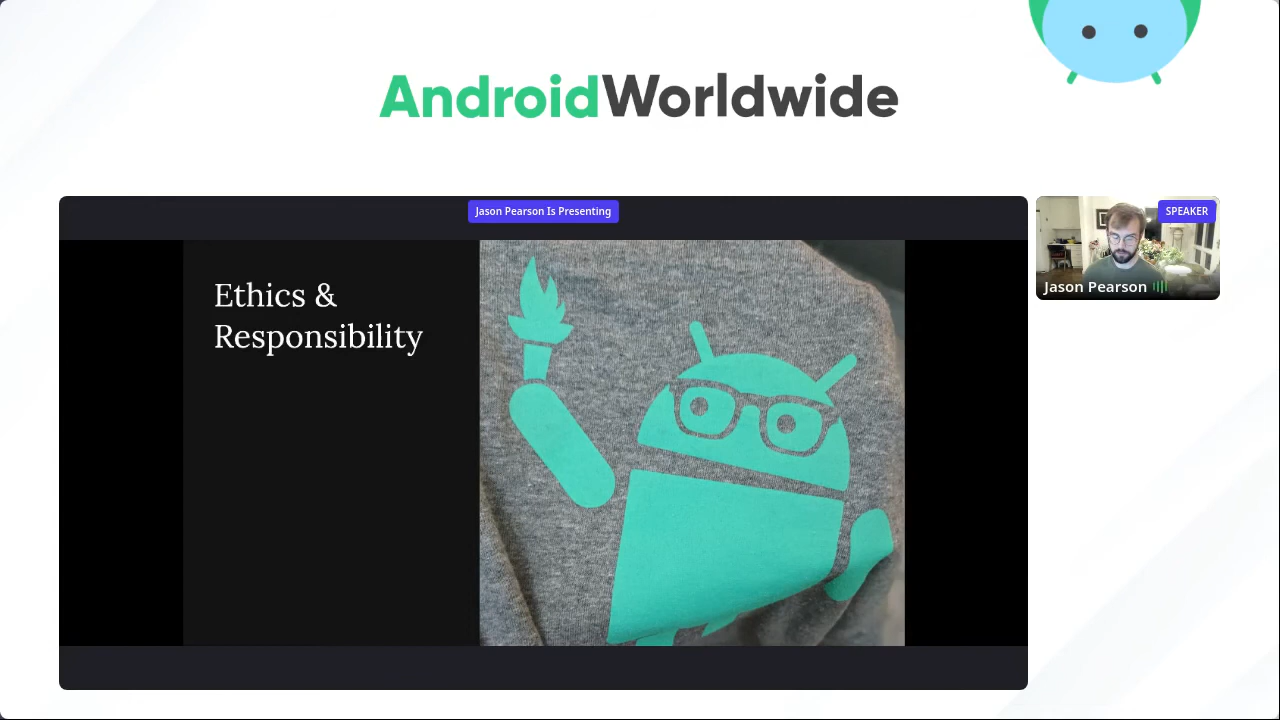 AndroidWorldwide
Jason Pearson Is Presenting
SPEAKER
Jason Pearson
Ethics &
Responsibility